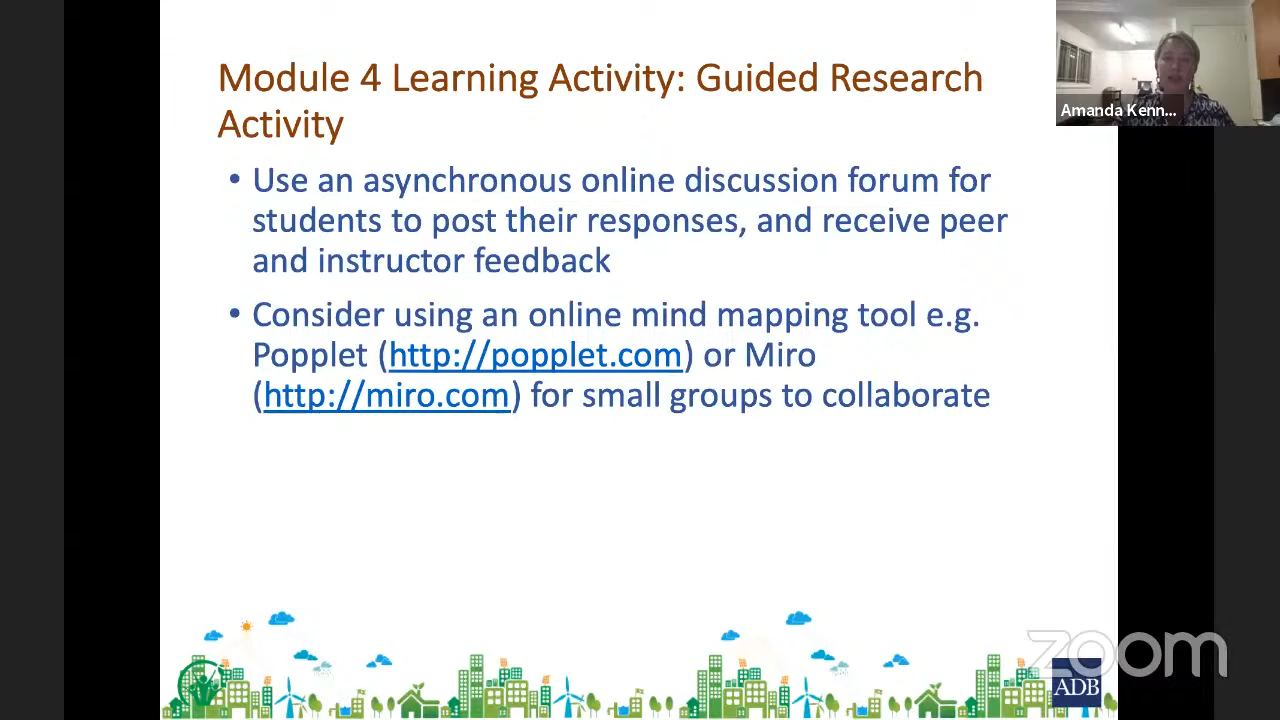 Module 4 Learning Activity: Guided Research
Activity
• Use an asynchronous online discussion forum for
students to post their responses, and receive peer
and instructor feedback
• Consider using an online mind mapping tool e.g.
Popplet (http://popplet.com) or Miro
(http://miro.com) for small groups to collaborate
Amanda Kenn...
zoom
ADB